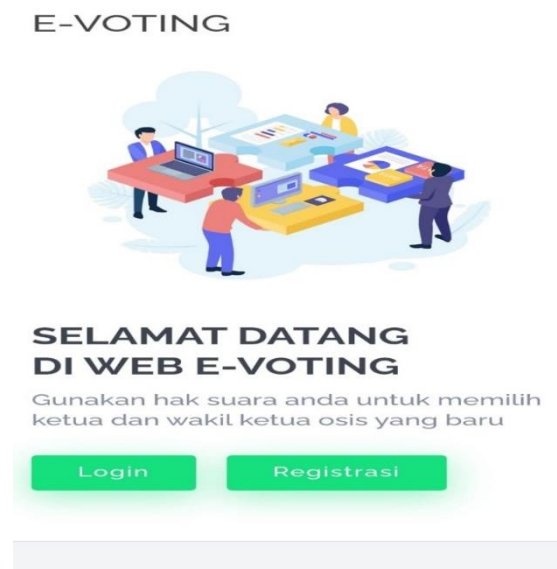 E-VOTING
SELAMAT DATANG
DI WEB E-VOTING
Gunakan hak suara anda untuk memilih
ketua dan wakil ketua osis yang baru
Login Registrasi